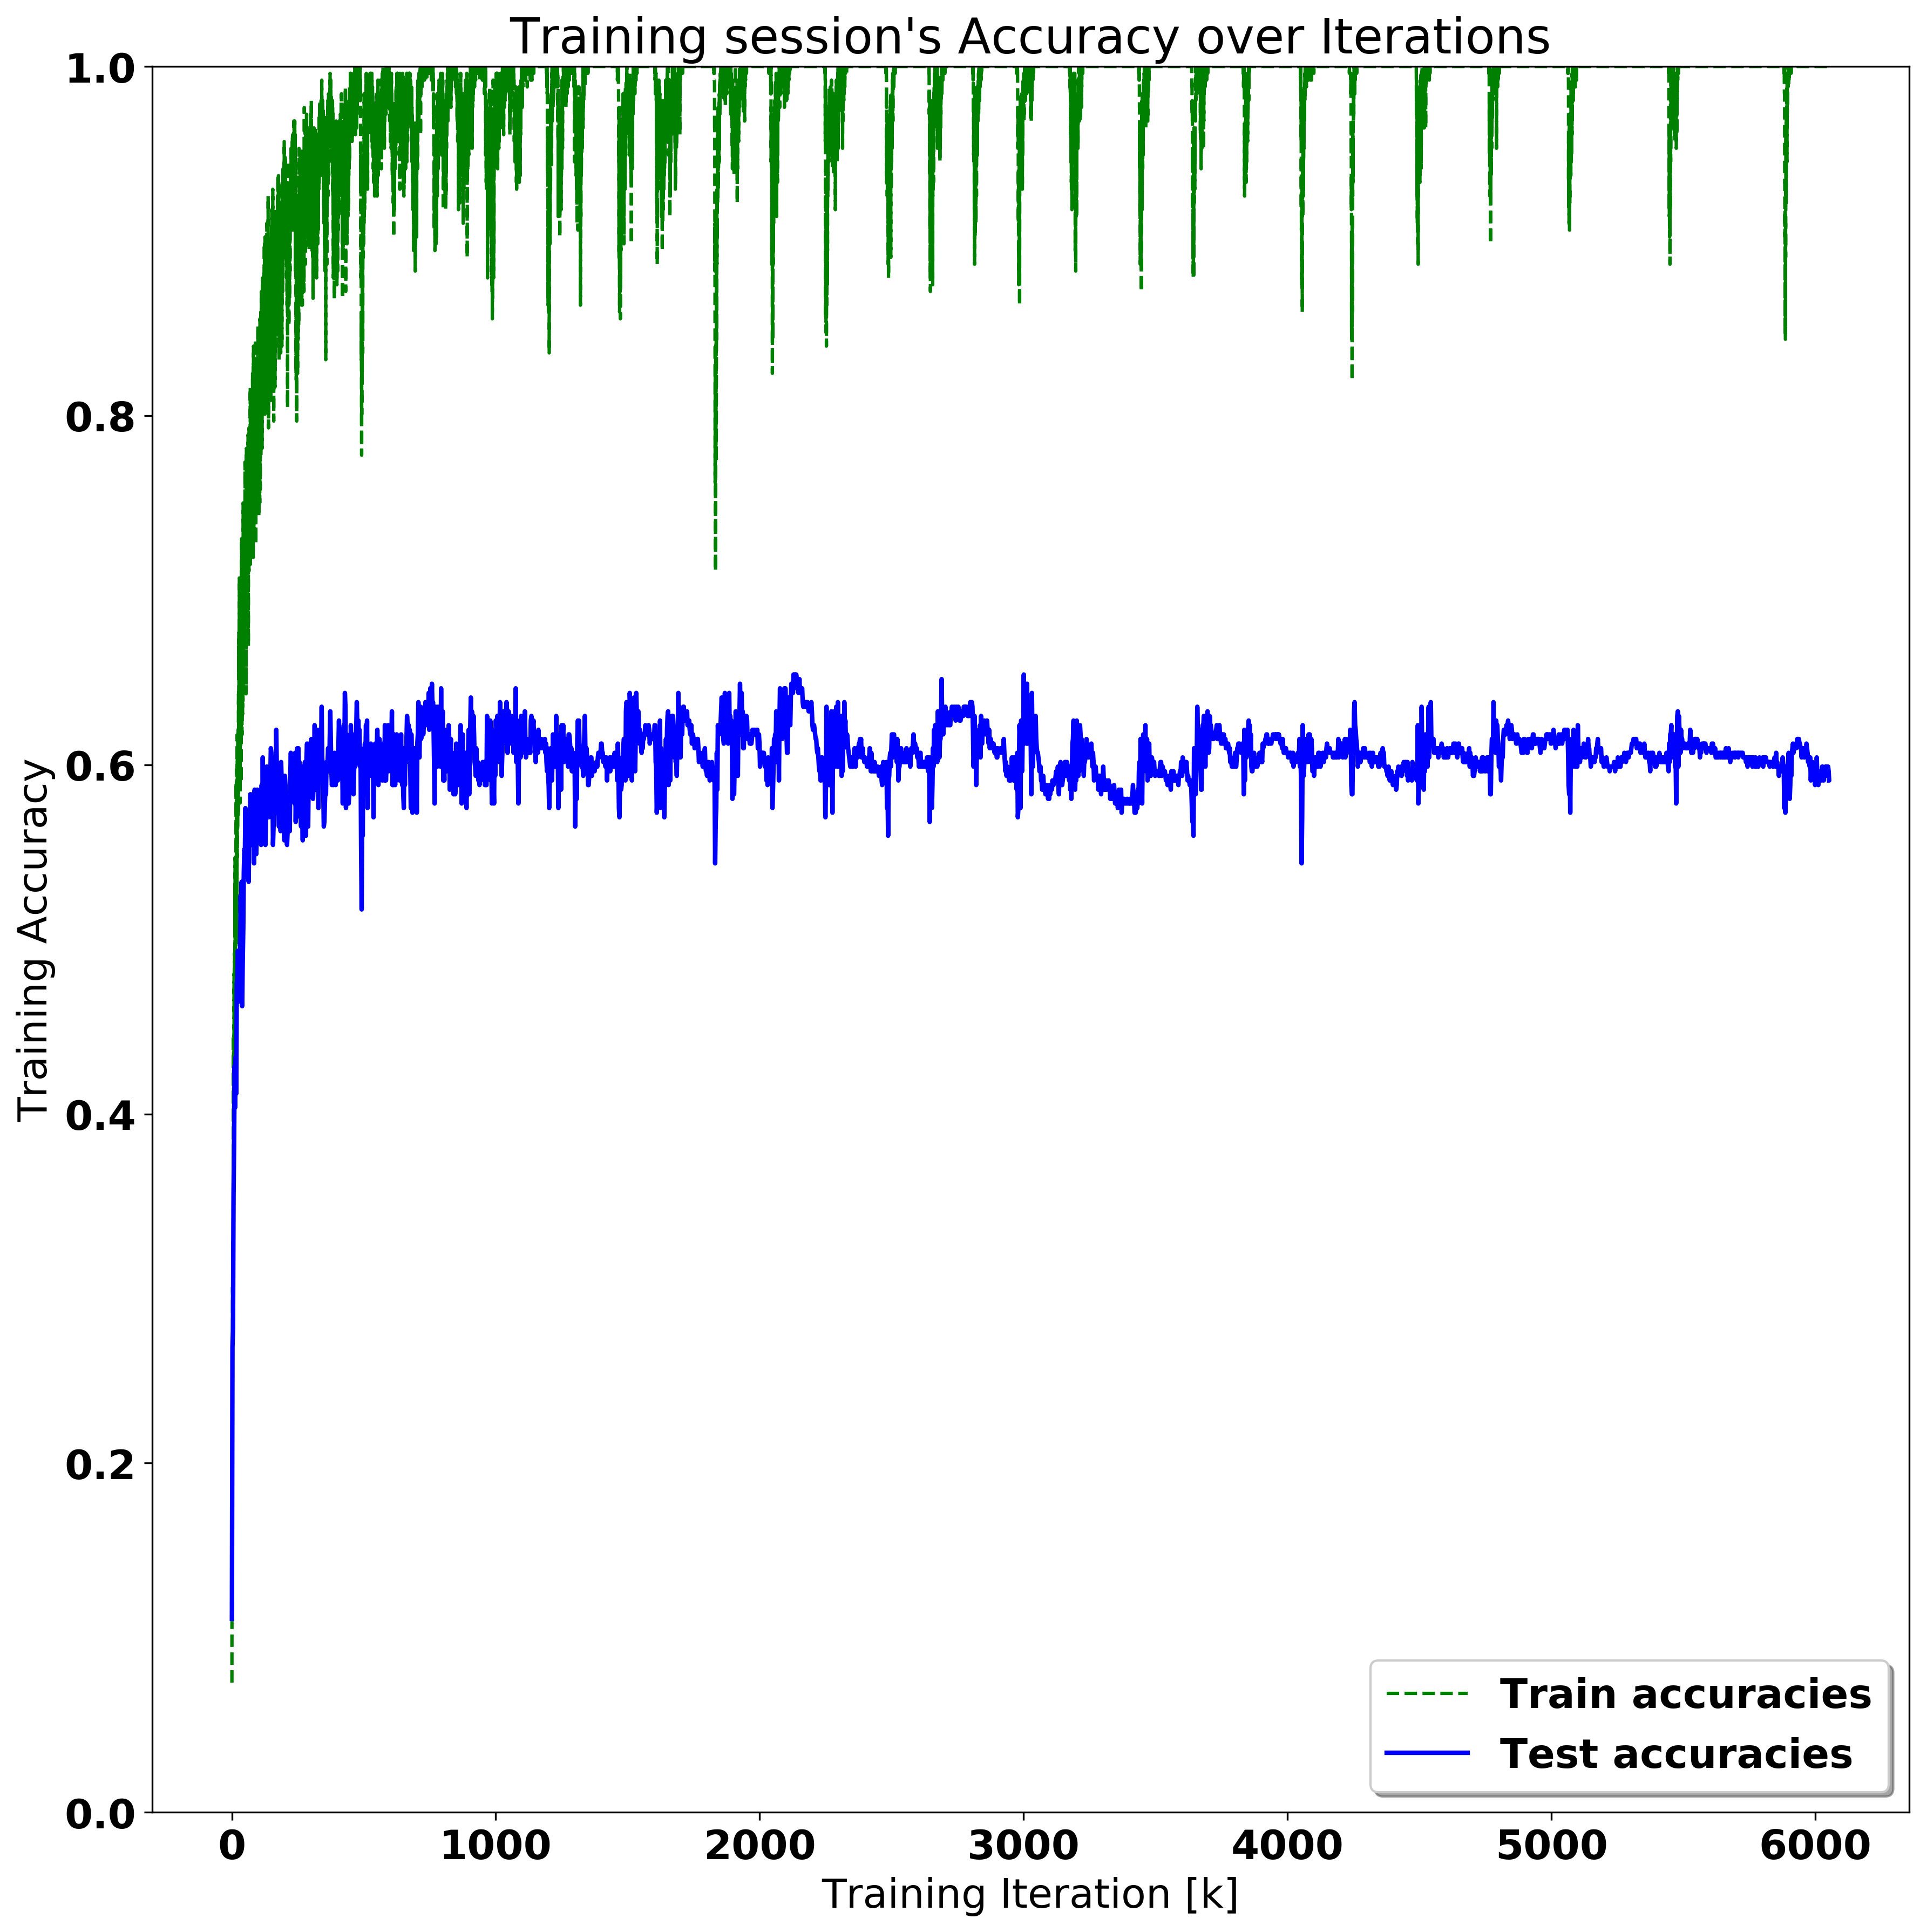 Training session's Accuracy over Iterations
1.0
0.8
0.6
0.4
0.2
0.0
Training Accuracy
0 1000 2000 3000 4000 5000 6000
Training Iteration [k]
Train accuracies
Test accuracies